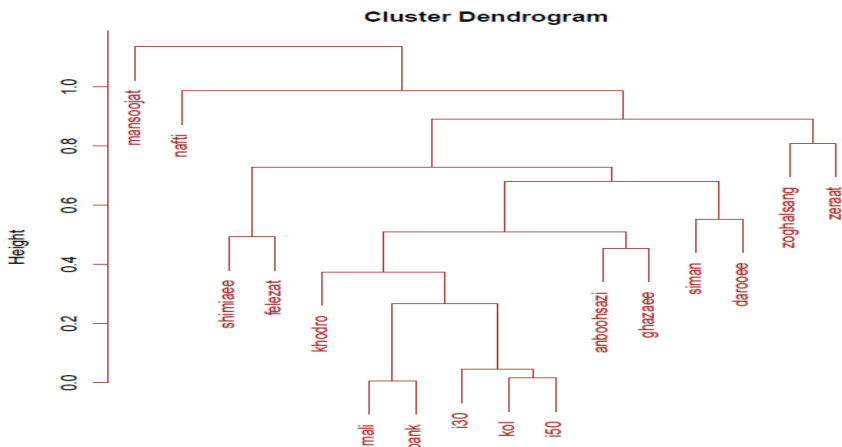 Cluster Dendrogram
Height
1.0
0.8
0.6
0.4
0.2
0.0
mansoojat
nafti
shimiaee
felezat
khodro
mali
bank
i30
kol
i50
anboohsazi
ghazaee
siman
darooee
zoghalsang
zeraat